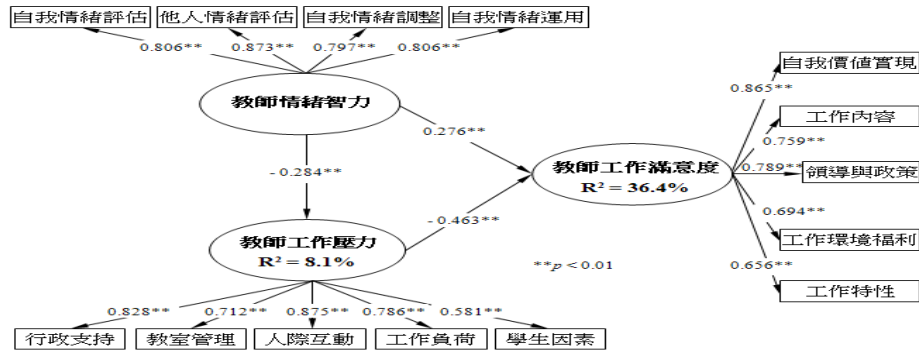 自我情緒評估 他人情緒評估 自我情緒調整 自我情緒運用
0.806** 0.873** 0.797** 0.806**
教師情緒智力
0.276**
- 0.284**
教師工作滿意度
R² = 36.4%
- 0.463**
教師工作壓力
R² = 8.1%
**p < 0.01
0.828** 0.712** 0.875** 0.786** 0.581**
行政支持 教室管理 人際互動 工作負荷 學生因素
自我價值實現
0.865**
工作內容
0.759**
0.789**
領導與政策
0.694**
工作環境福利
0.656**
工作特性